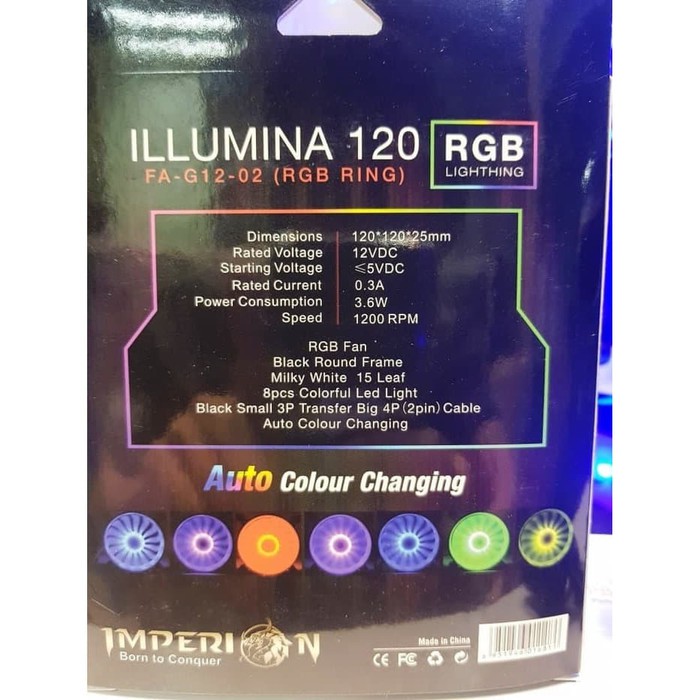 ILLUMINA 120
RGB
LIGHTHING
FA-G12-02 (RGB RING)
Dimensions 120*120*25mm
Rated Voltage 12VDC
Starting Voltage ≤5VDC
Rated Current 0.3A
Power Consumption 3.6W
Speed 1200 RPM
RGB Fan
Black Round Frame
Milky White 15 Leaf
8pcs Colorful Led Light
Black Small 3P Transfer Big 4P(2pin) Cable
Auto Colour Changing
Auto Colour Changing
IMPERION
Born to Conquer
Made in China
CE FC